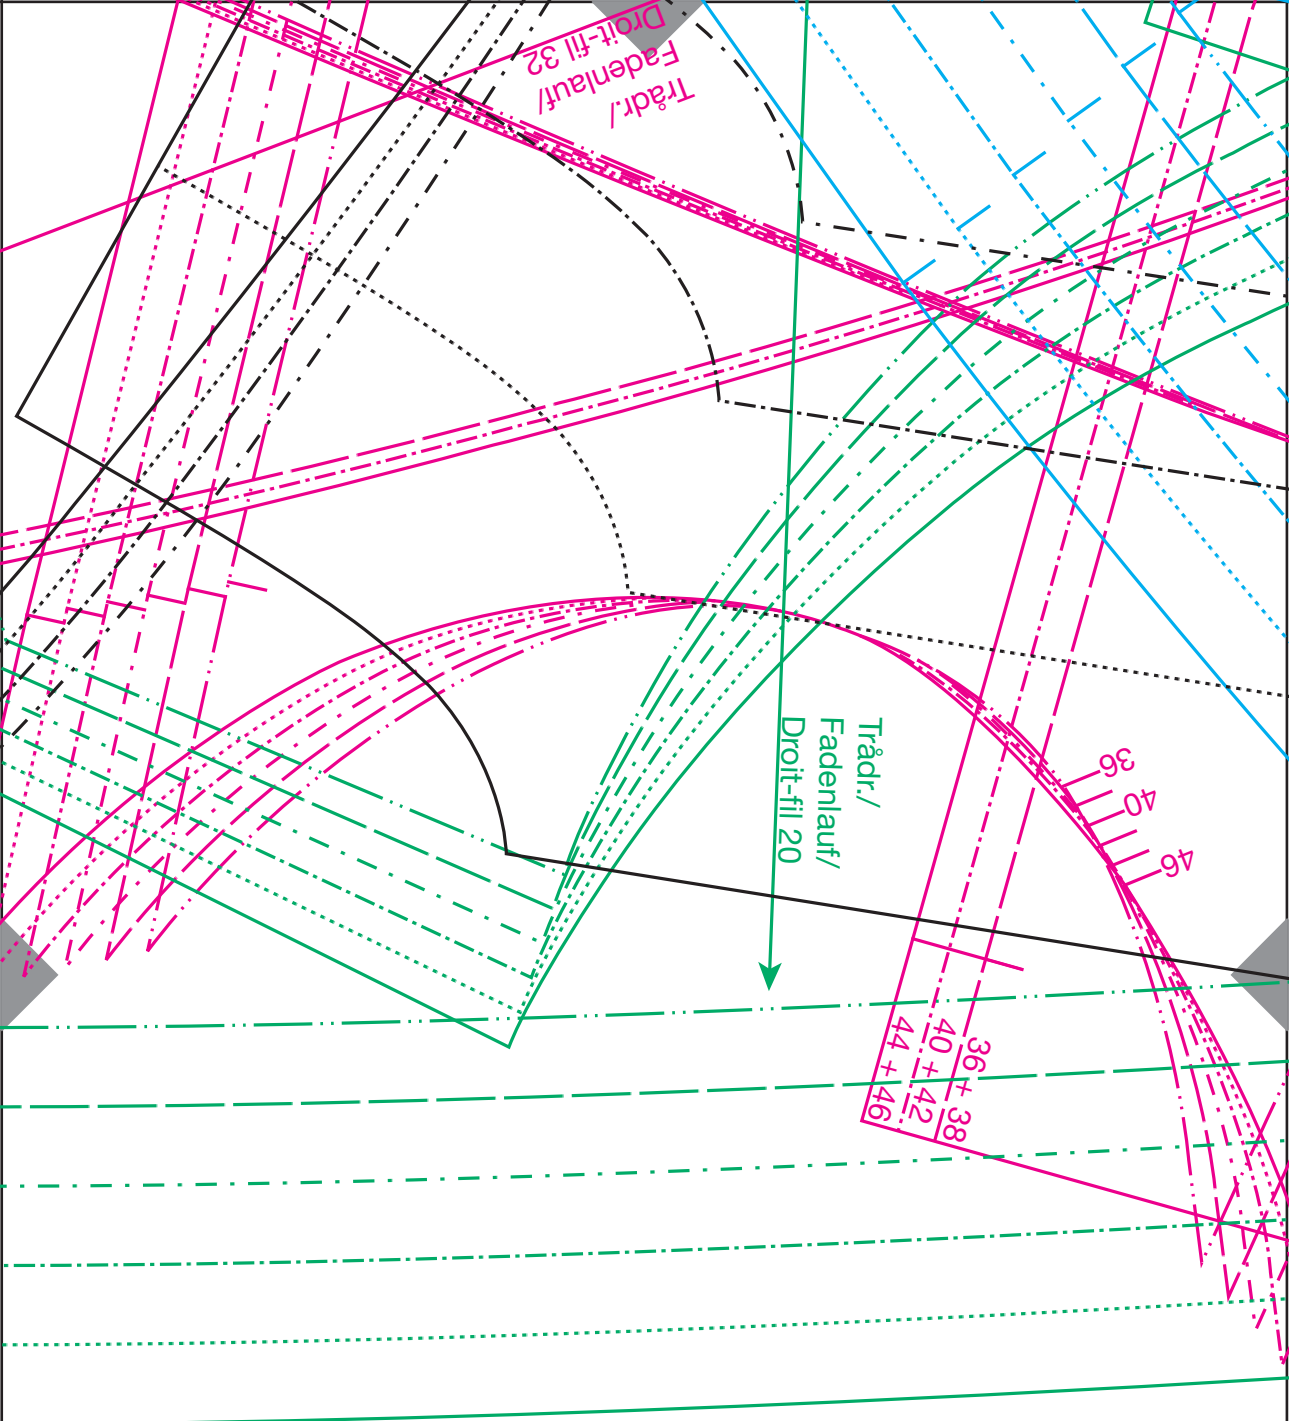 Trådr./
Fadenlauf/
Droit-fil 32
Trådr./
Fadenlauf/
Droit-fil 20
36
40
46
36 + 38
40 + 42
44 + 46